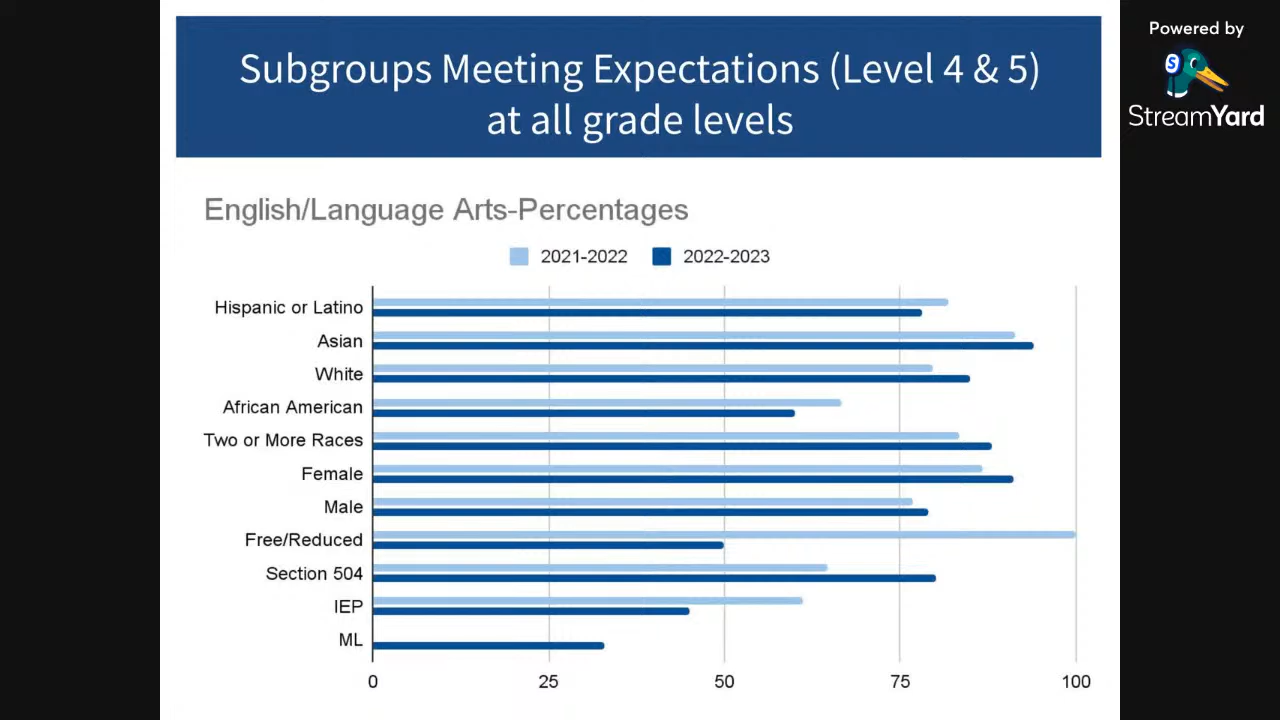 Subgroups Meeting Expectations (Level 4 & 5)
at all grade levels
Powered by
S
StreamYard
English/Language Arts-Percentages
2021-2022
2022-2023
Hispanic or Latino
Asian
White
African American
Two or More Races
Female
Male
Free/Reduced
Section 504
IEP
ML
0
25
50
75
100